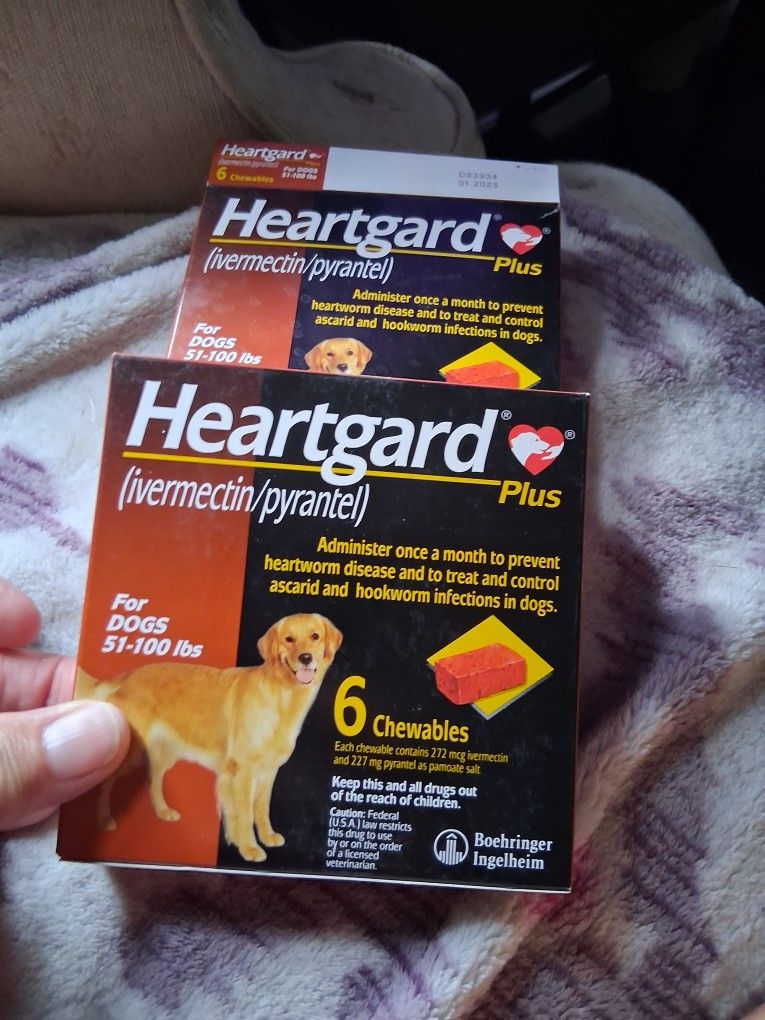 Heartgard
(ivermectin/pyrantel) Plus
6 Chewables
For DOGS
51-100 lbs
D83934
01-2025
Heartgard®
®
Plus
(ivermectin/pyrantel)
Administer once a month to prevent
heartworm disease and to treat and control
ascarid and hookworm infections in dogs.
For
DOGS
51-100 lbs
Heartgard®
®
Plus
(ivermectin/pyrantel)
Administer once a month to prevent
heartworm disease and to treat and control
ascarid and hookworm infections in dogs.
For
DOGS
51-100 lbs
6 Chewables
Each chewable contains 272 mcg ivermectin
and 227 mg pyrantel as pamoate salt
Keep this and all drugs out
of the reach of children.
Caution: Federal
(U.S.A.) law restricts
this drug to use
by or on the order
of a licensed
veterinarian.
Boehringer
Ingelheim